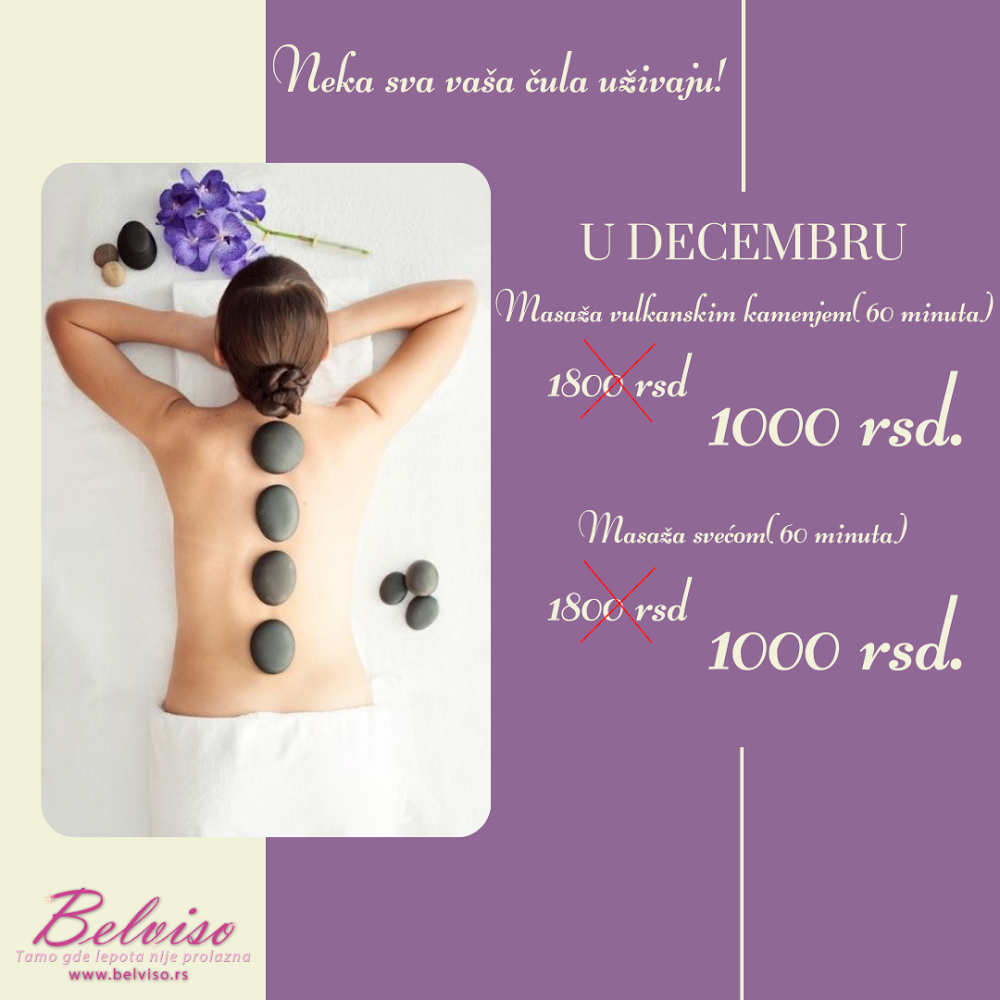 Neka sva vaša čula uživaju!
U DECEMBRU
Masaža vulkanskim kamenjem( 60 minuta)
1800 rsd
1000 rsd.
Masaža svećom( 60 minuta)
1800 rsd
1000 rsd.
Belviso
Tamo gde lepota nije prolazna
www.belviso.rs